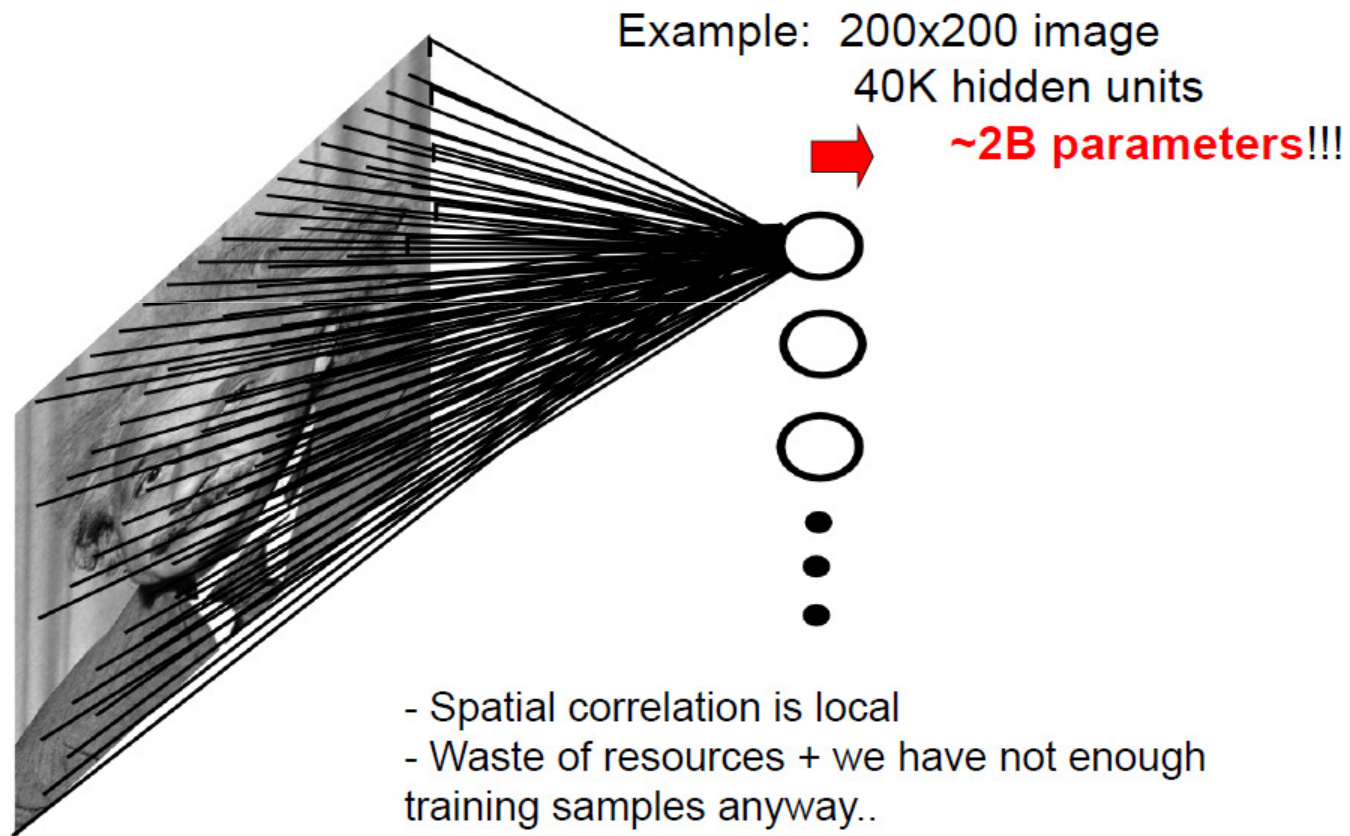 Example: 200x200 image
40K hidden units
~2B parameters!!!
- Spatial correlation is local
- Waste of resources + we have not enough
training samples anyway..